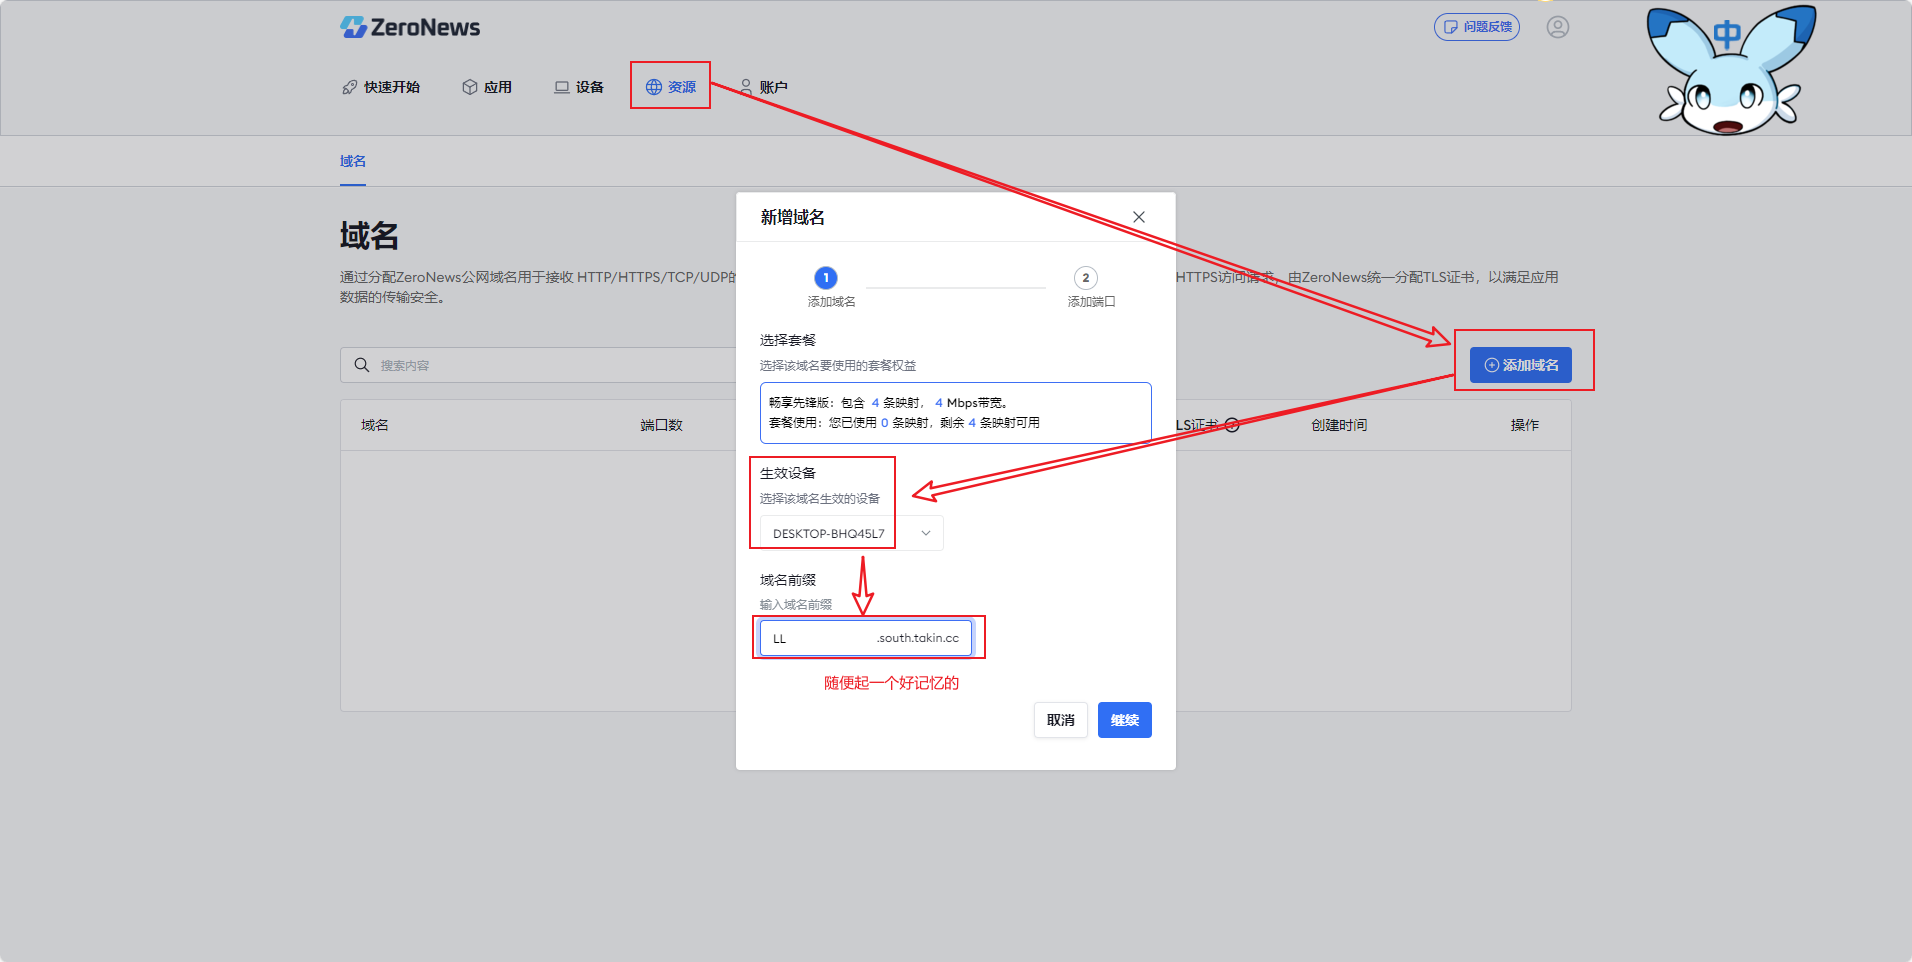 ZeroNews
问题反馈
中
快速开始
应用
设备
资源
账户
域名
域名
通过分配ZeroNews公网域名用于接收 HTTP/HTTPS/TCP/UDP的
HTTPS访问请求，由ZeroNews统一分配TLS证书，以满足应用
数据的传输安全。
搜索内容
添加域名
域名
端口数
LS证书
创建时间
操作
新增域名
1
添加域名
2
添加端口
选择套餐
选择该域名要使用的套餐权益
畅享先锋版：包含 4 条映射， 4 Mbps带宽。
套餐使用：您已使用 0 条映射，剩余 4 条映射可用
生效设备
选择该域名生效的设备
DESKTOP-BHQ45L7
域名前缀
输入域名前缀
LL .south.takin.cc
随便起一个好记忆的
取消
继续